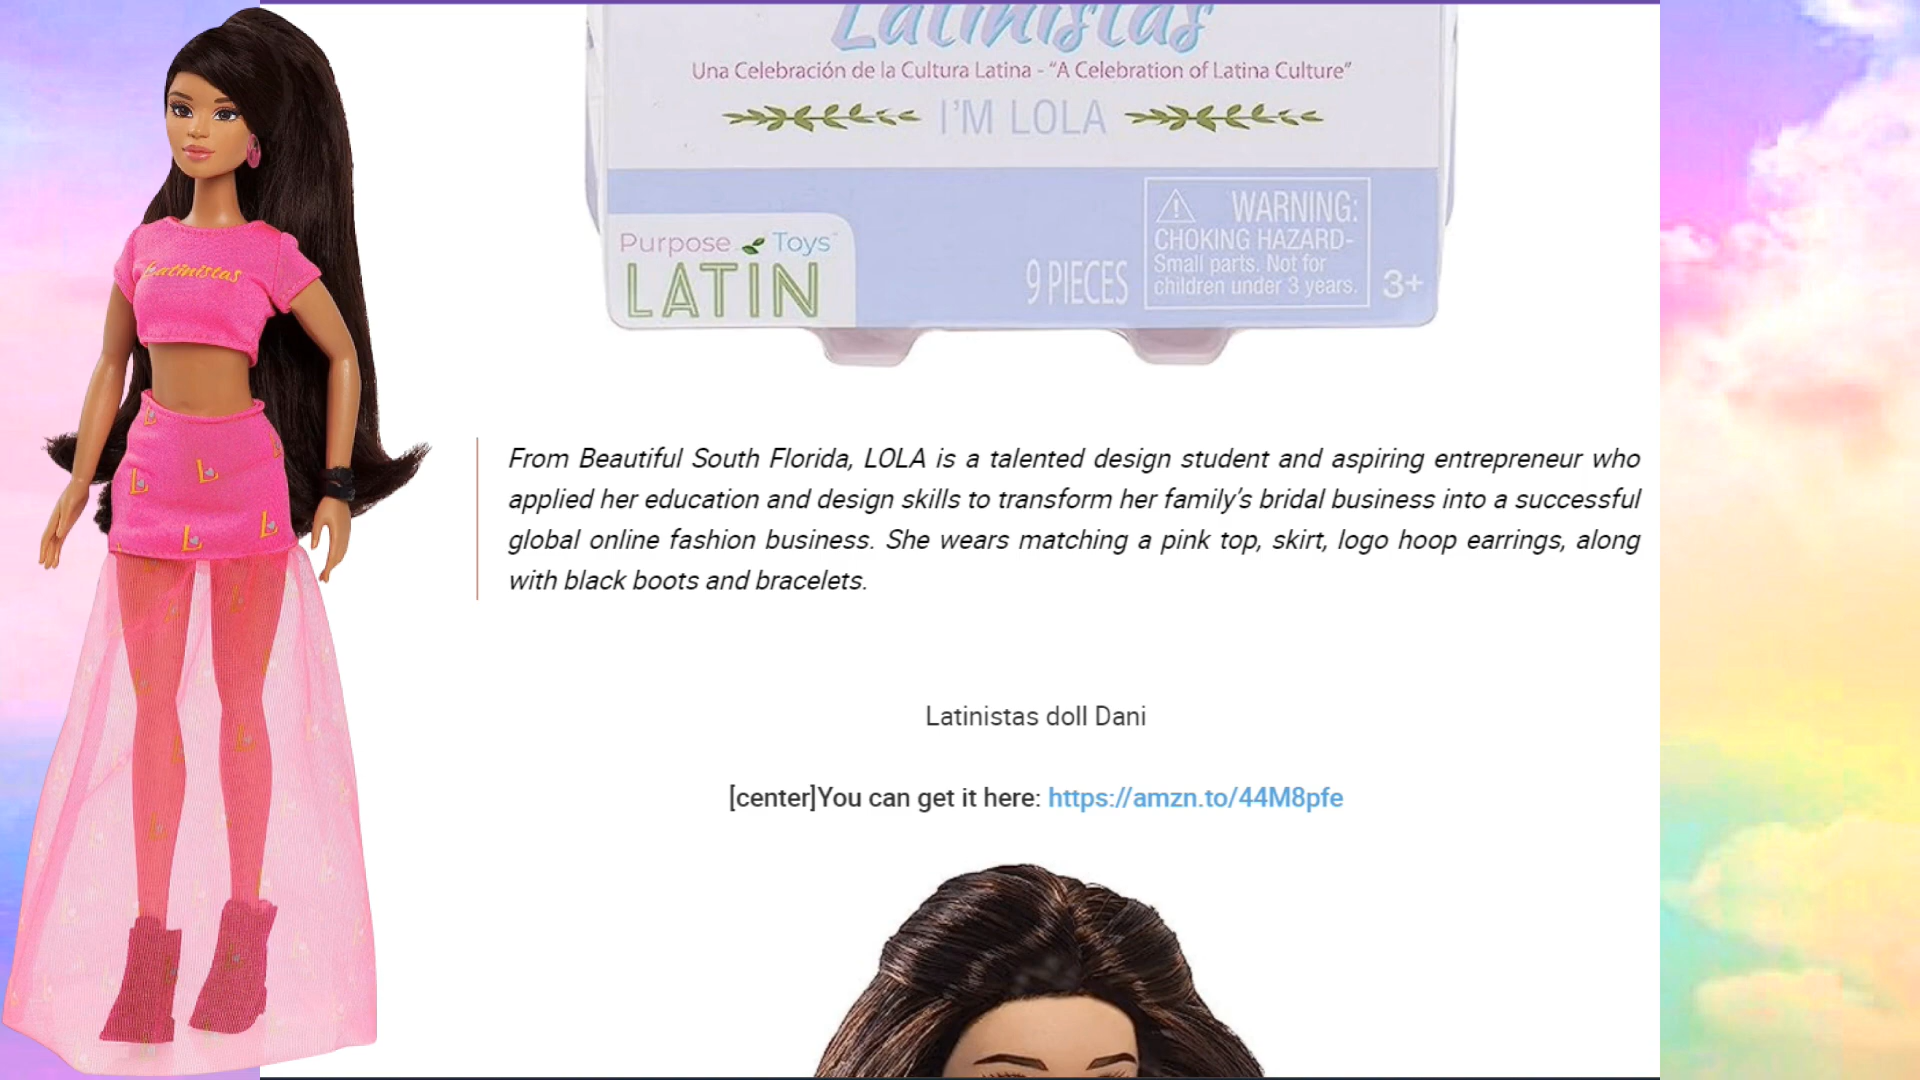 Latinistas
Una Celebración de la Cultura Latina - “A Celebration of Latina Culture”
I'M LOLA
WARNING:
CHOKING HAZARD-
Small parts. Not for
children under 3 years.
3+
9 PIECES
Purpose Toys
LATIN
Latinistas
From Beautiful South Florida, LOLA is a talented design student and aspiring entrepreneur who
applied her education and design skills to transform her family's bridal business into a successful
global online fashion business. She wears matching a pink top, skirt, logo hoop earrings, along
with black boots and bracelets.
Latinistas doll Dani
[center]You can get it here: https://amzn.to/44M8pfe